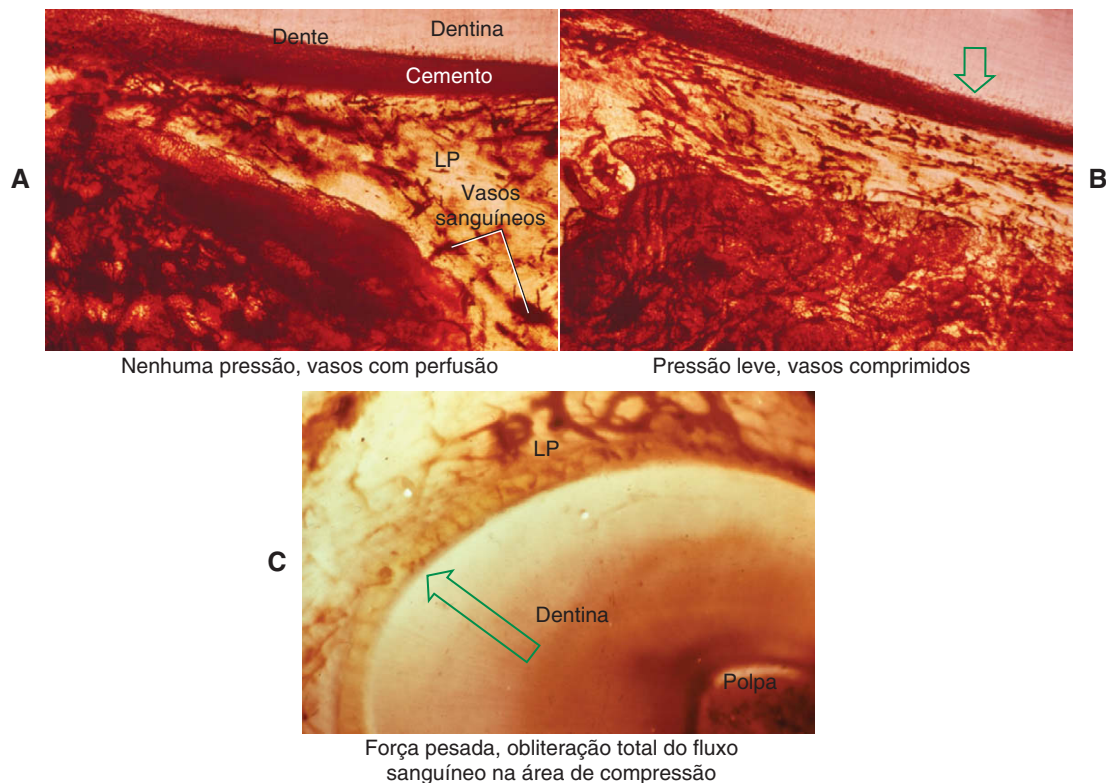 Dente
Dentina
Cemento
LP
Vasos
sanguíneos
A
Nenhuma pressão, vasos com perfusão
B
Pressão leve, vasos comprimidos
LP
C
Dentina
Polpa
Força pesada, obliteração total do fluxo
sanguíneo na área de compressão